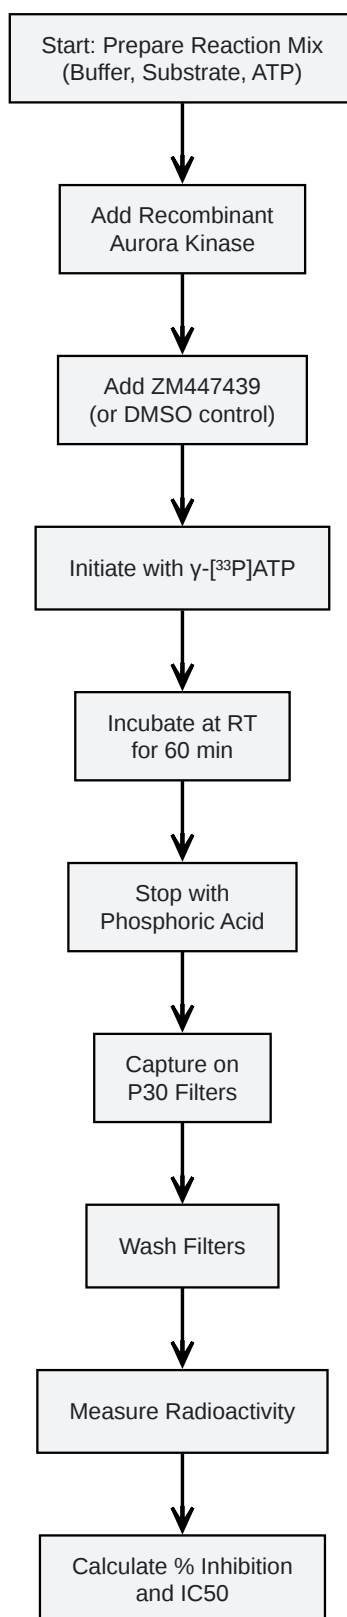 Start: Prepare Reaction Mix
(Buffer, Substrate, ATP)
Add Recombinant
Aurora Kinase
Add ZM447439
(or DMSO control)
Initiate with γ-[³³P]ATP
Incubate at RT
for 60 min
Stop with
Phosphoric Acid
Capture on
P30 Filters
Wash Filters
Measure Radioactivity
Calculate % Inhibition
and IC50